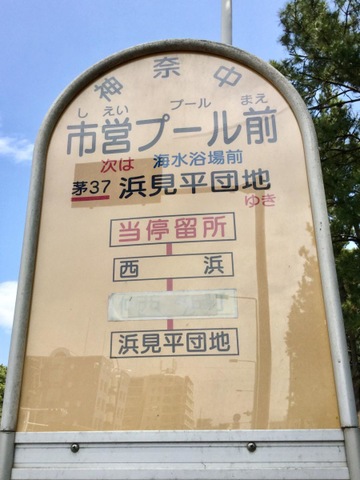 神奈中
しえい プール まえ
市営プール前
次は 海水浴場前
茅37 浜見平団地
ゆき
当停留所
西浜
浜見平団地